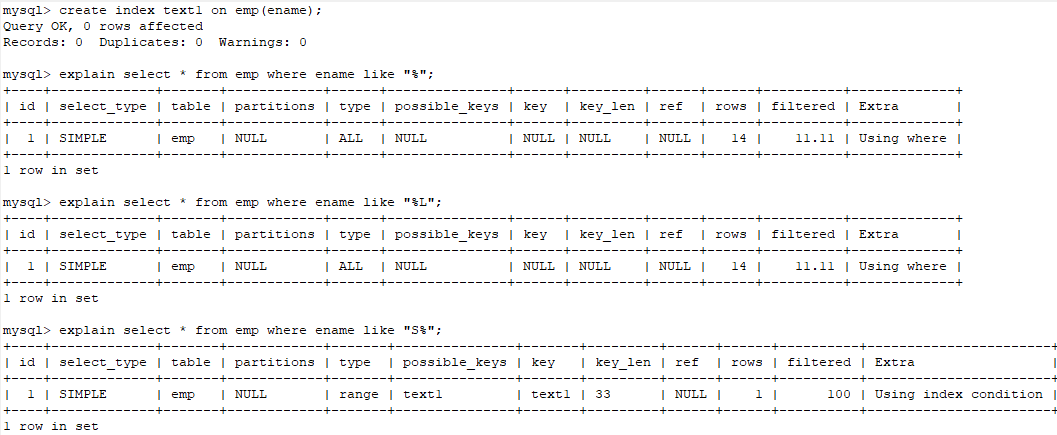 mysql> create index text1 on emp(ename);
Query OK, 0 rows affected
Records: 0  Duplicates: 0  Warnings: 0
mysql> explain select * from emp where ename like "%";
+----+-------------+-------+------------+------+---------------+------+---------+------+------+----------+-------------+
| id | select_type | table | partitions | type | possible_keys | key  | key_len | ref  | rows | filtered | Extra       |
+----+-------------+-------+------------+------+---------------+------+---------+------+------+----------+-------------+
|  1 | SIMPLE      | emp   | NULL       | ALL  | NULL          | NULL | NULL    | NULL |   14 |    11.11 | Using where |
+----+-------------+-------+------------+------+---------------+------+---------+------+------+----------+-------------+
1 row in set
mysql> explain select * from emp where ename like "%L";
+----+-------------+-------+------------+------+---------------+------+---------+------+------+----------+-------------+
| id | select_type | table | partitions | type | possible_keys | key  | key_len | ref  | rows | filtered | Extra       |
+----+-------------+-------+------------+------+---------------+------+---------+------+------+----------+-------------+
|  1 | SIMPLE      | emp   | NULL       | ALL  | NULL          | NULL | NULL    | NULL |   14 |    11.11 | Using where |
+----+-------------+-------+------------+------+---------------+------+---------+------+------+----------+-------------+
1 row in set
mysql> explain select * from emp where ename like "S%";
+----+-------------+-------+------------+-------+---------------+-------+---------+------+------+----------+-----------------------+
| id | select_type | table | partitions | type  | possible_keys | key   | key_len | ref  | rows | filtered | Extra                 |
+----+-------------+-------+------------+-------+---------------+-------+---------+------+------+----------+-----------------------+
|  1 | SIMPLE      | emp   | NULL       | range | text1         | text1 | 33      | NULL |    1 |      100 | Using index condition |
+----+-------------+-------+------------+-------+---------------+-------+---------+------+------+----------+-----------------------+
1 row in set